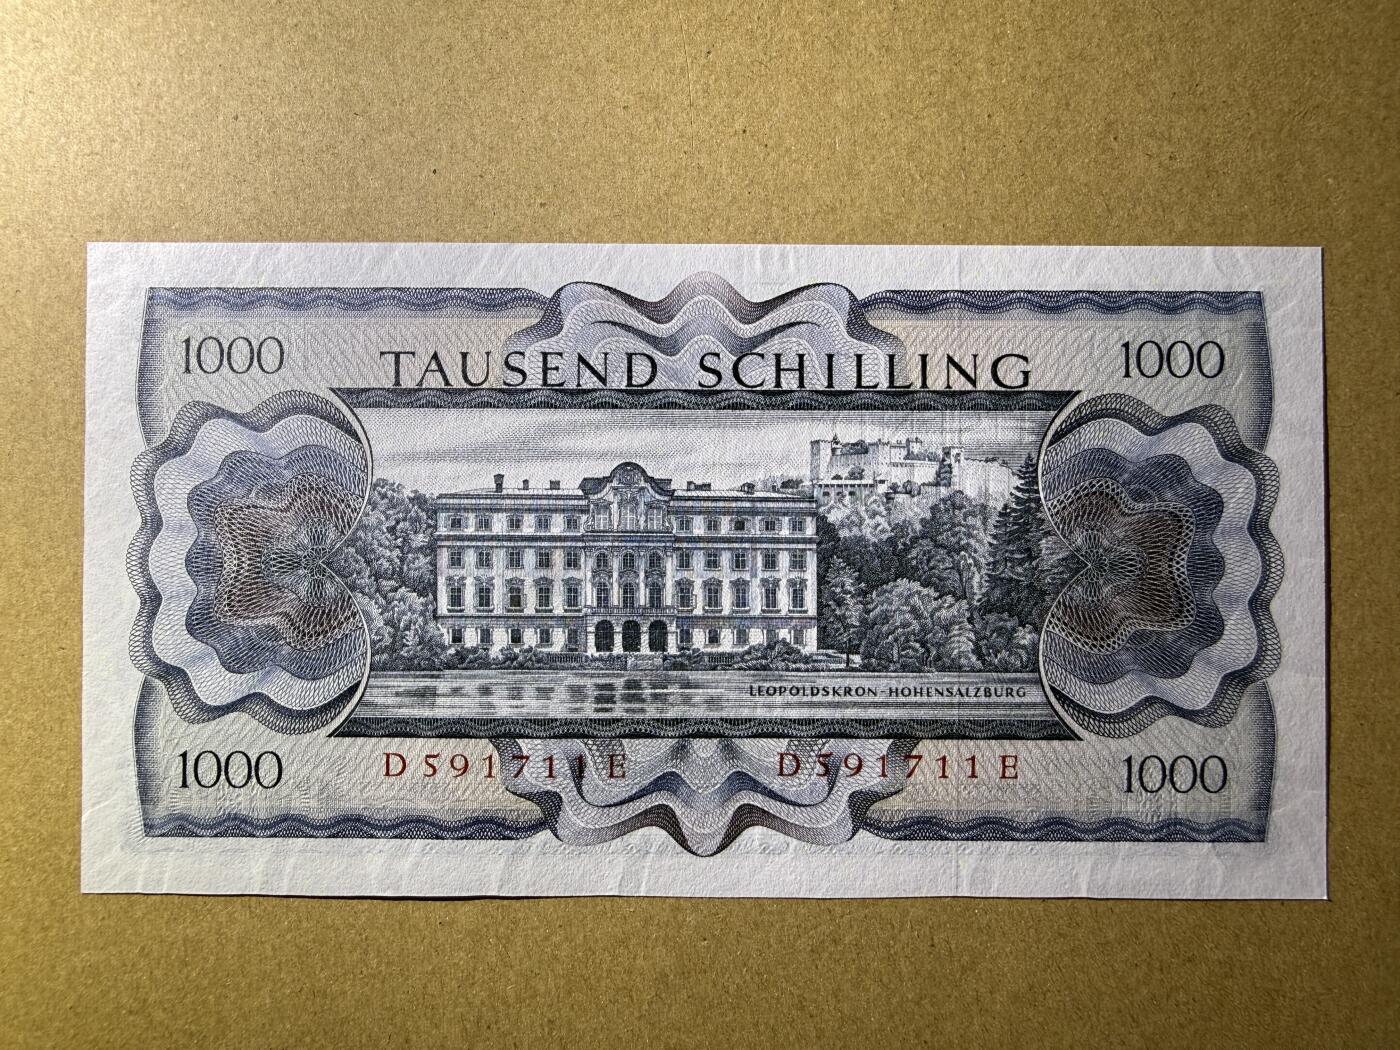 1000 TAUSEND SCHILLING 1000
LEOPOLDSKRON-HOHENSALZBURG
1000 D591711E D591711E 1000